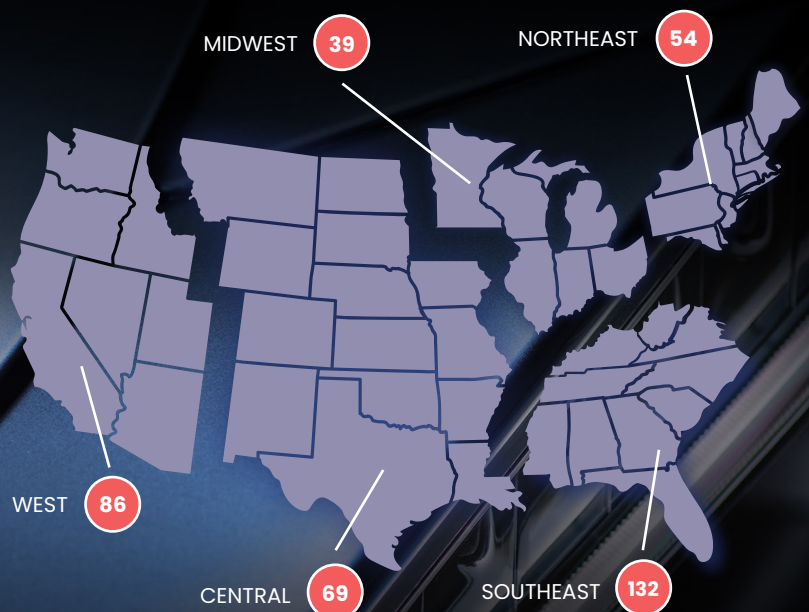 MIDWEST 39
NORTHEAST 54
WEST 86
CENTRAL 69
SOUTHEAST 132